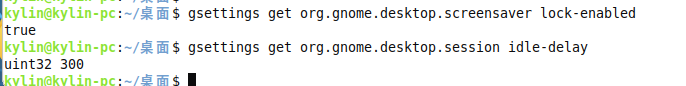 kylin@kylin-pc:~/桌面$ gsettings get org.gnome.desktop.screensaver lock-enabled
true
kylin@kylin-pc:~/桌面$ gsettings get org.gnome.desktop.session idle-delay
uint32 300
kylin@kylin-pc:~/桌面$